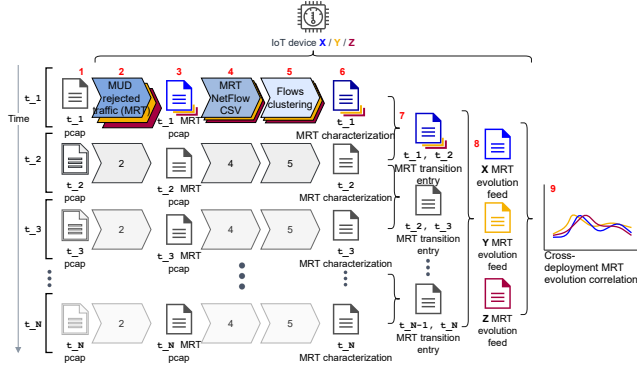 IoT device X / Y / Z
1
2
3
4
5
6
MUD
rejected
traffic (MRT)
MRT
NetFlow
CSV
Flows
clustering
t_1
Time
t_1
pcap
t_1 MRT
pcap
t_1
MRT characterization
7
t_1, t_2
MRT transition
entry
8
X MRT
evolution
feed
9
t_2
2
4
5
t_2
pcap
t_2 MRT
pcap
t_2
MRT characterization
t_2, t_3
MRT transition
entry
Y MRT
evolution
feed
Cross-
deployment MRT
evolution correlation
t_3
2
4
5
t_3
pcap
t_3 MRT
pcap
t_3
MRT characterization
t_N
2
4
5
t_N
pcap
t_N MRT
pcap
t_N
MRT characterization
t_N-1, t_N
MRT transition
entry
Z MRT
evolution
feed